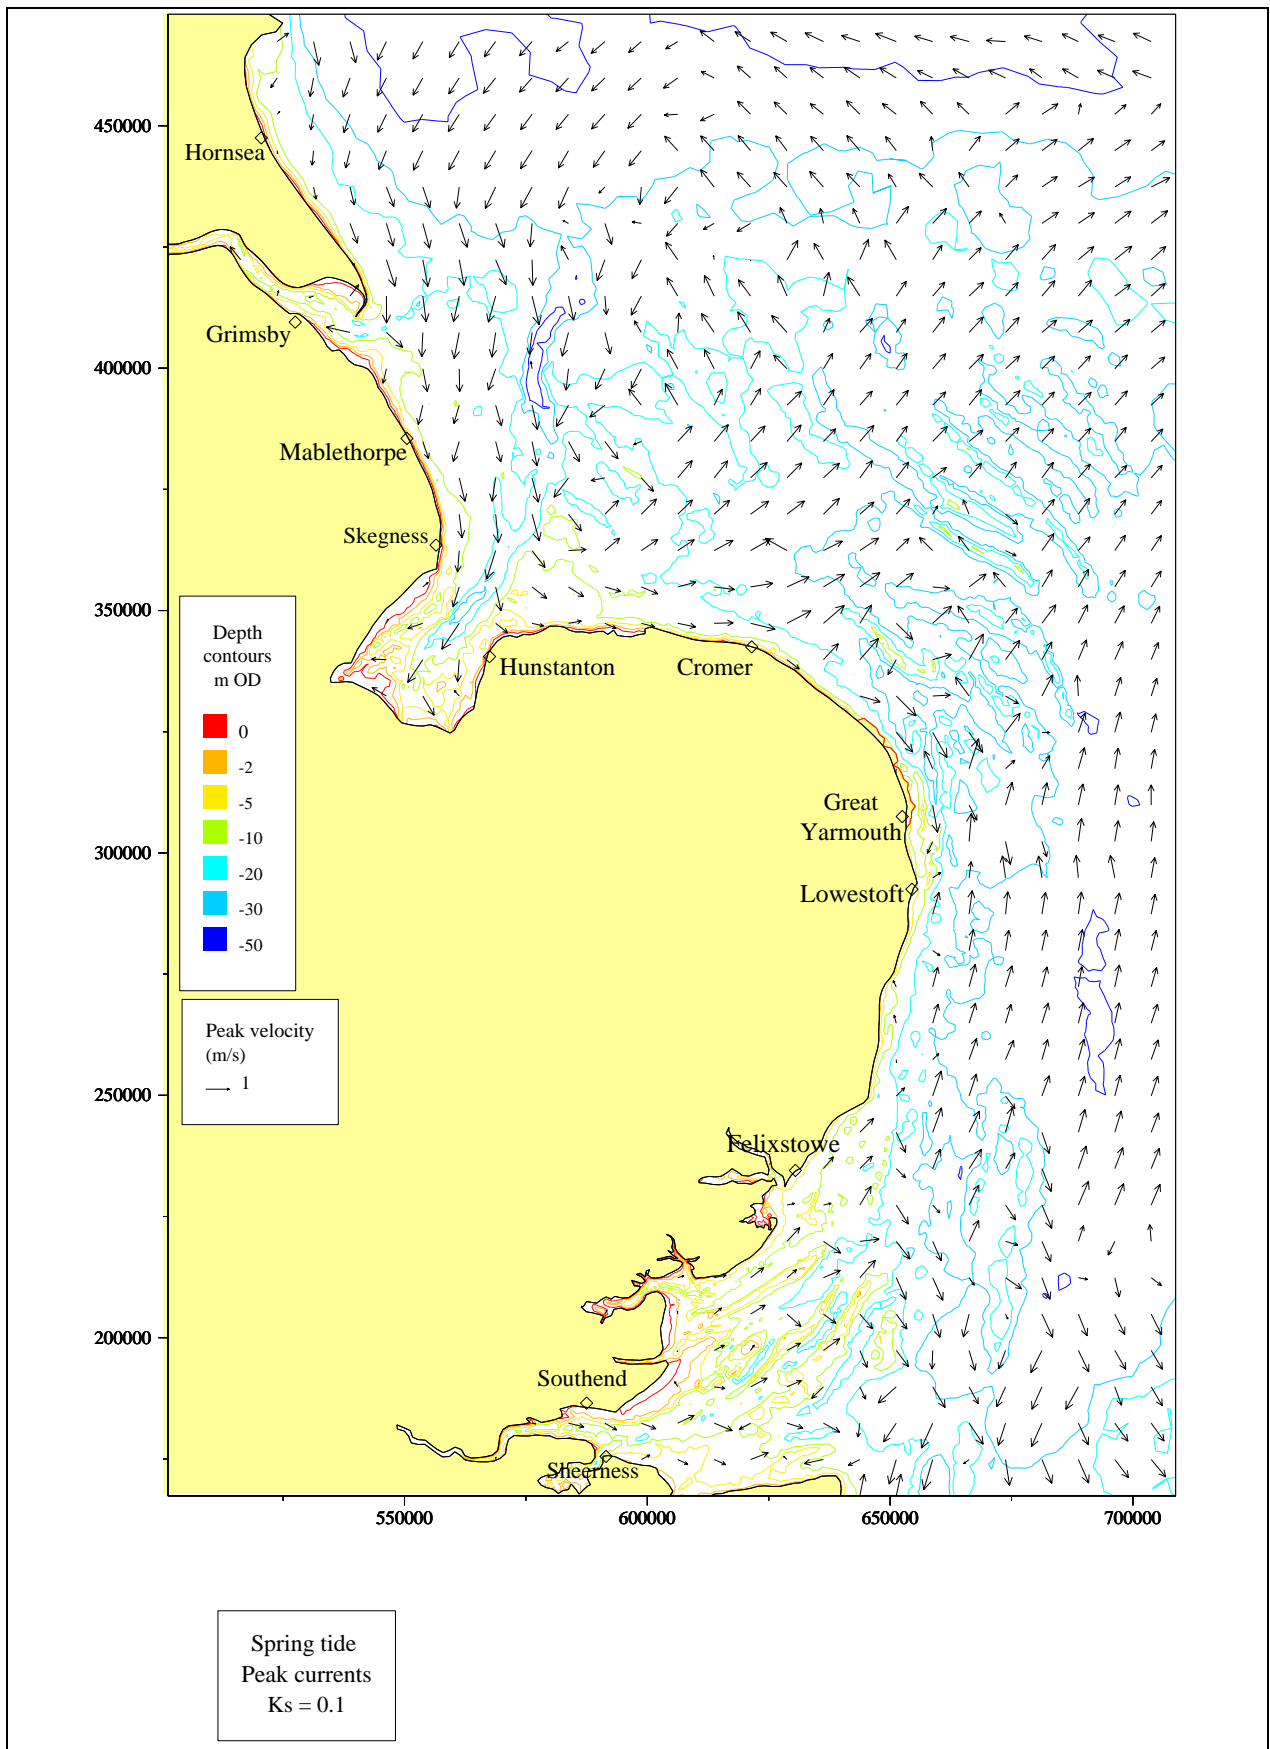 450000
Hornsea
Grimsby
400000
Mablethorpe
Skegness
350000
Depth
contours
m OD
0
-2
-5
-10
-20
-30
-50
Hunstanton
Cromer
Great
Yarmouth
300000
Lowestoft
Peak velocity
(m/s)
1
250000
Felixstowe
200000
Southend
Sheerness
550000
600000
650000
700000
Spring tide
Peak currents
Ks = 0.1